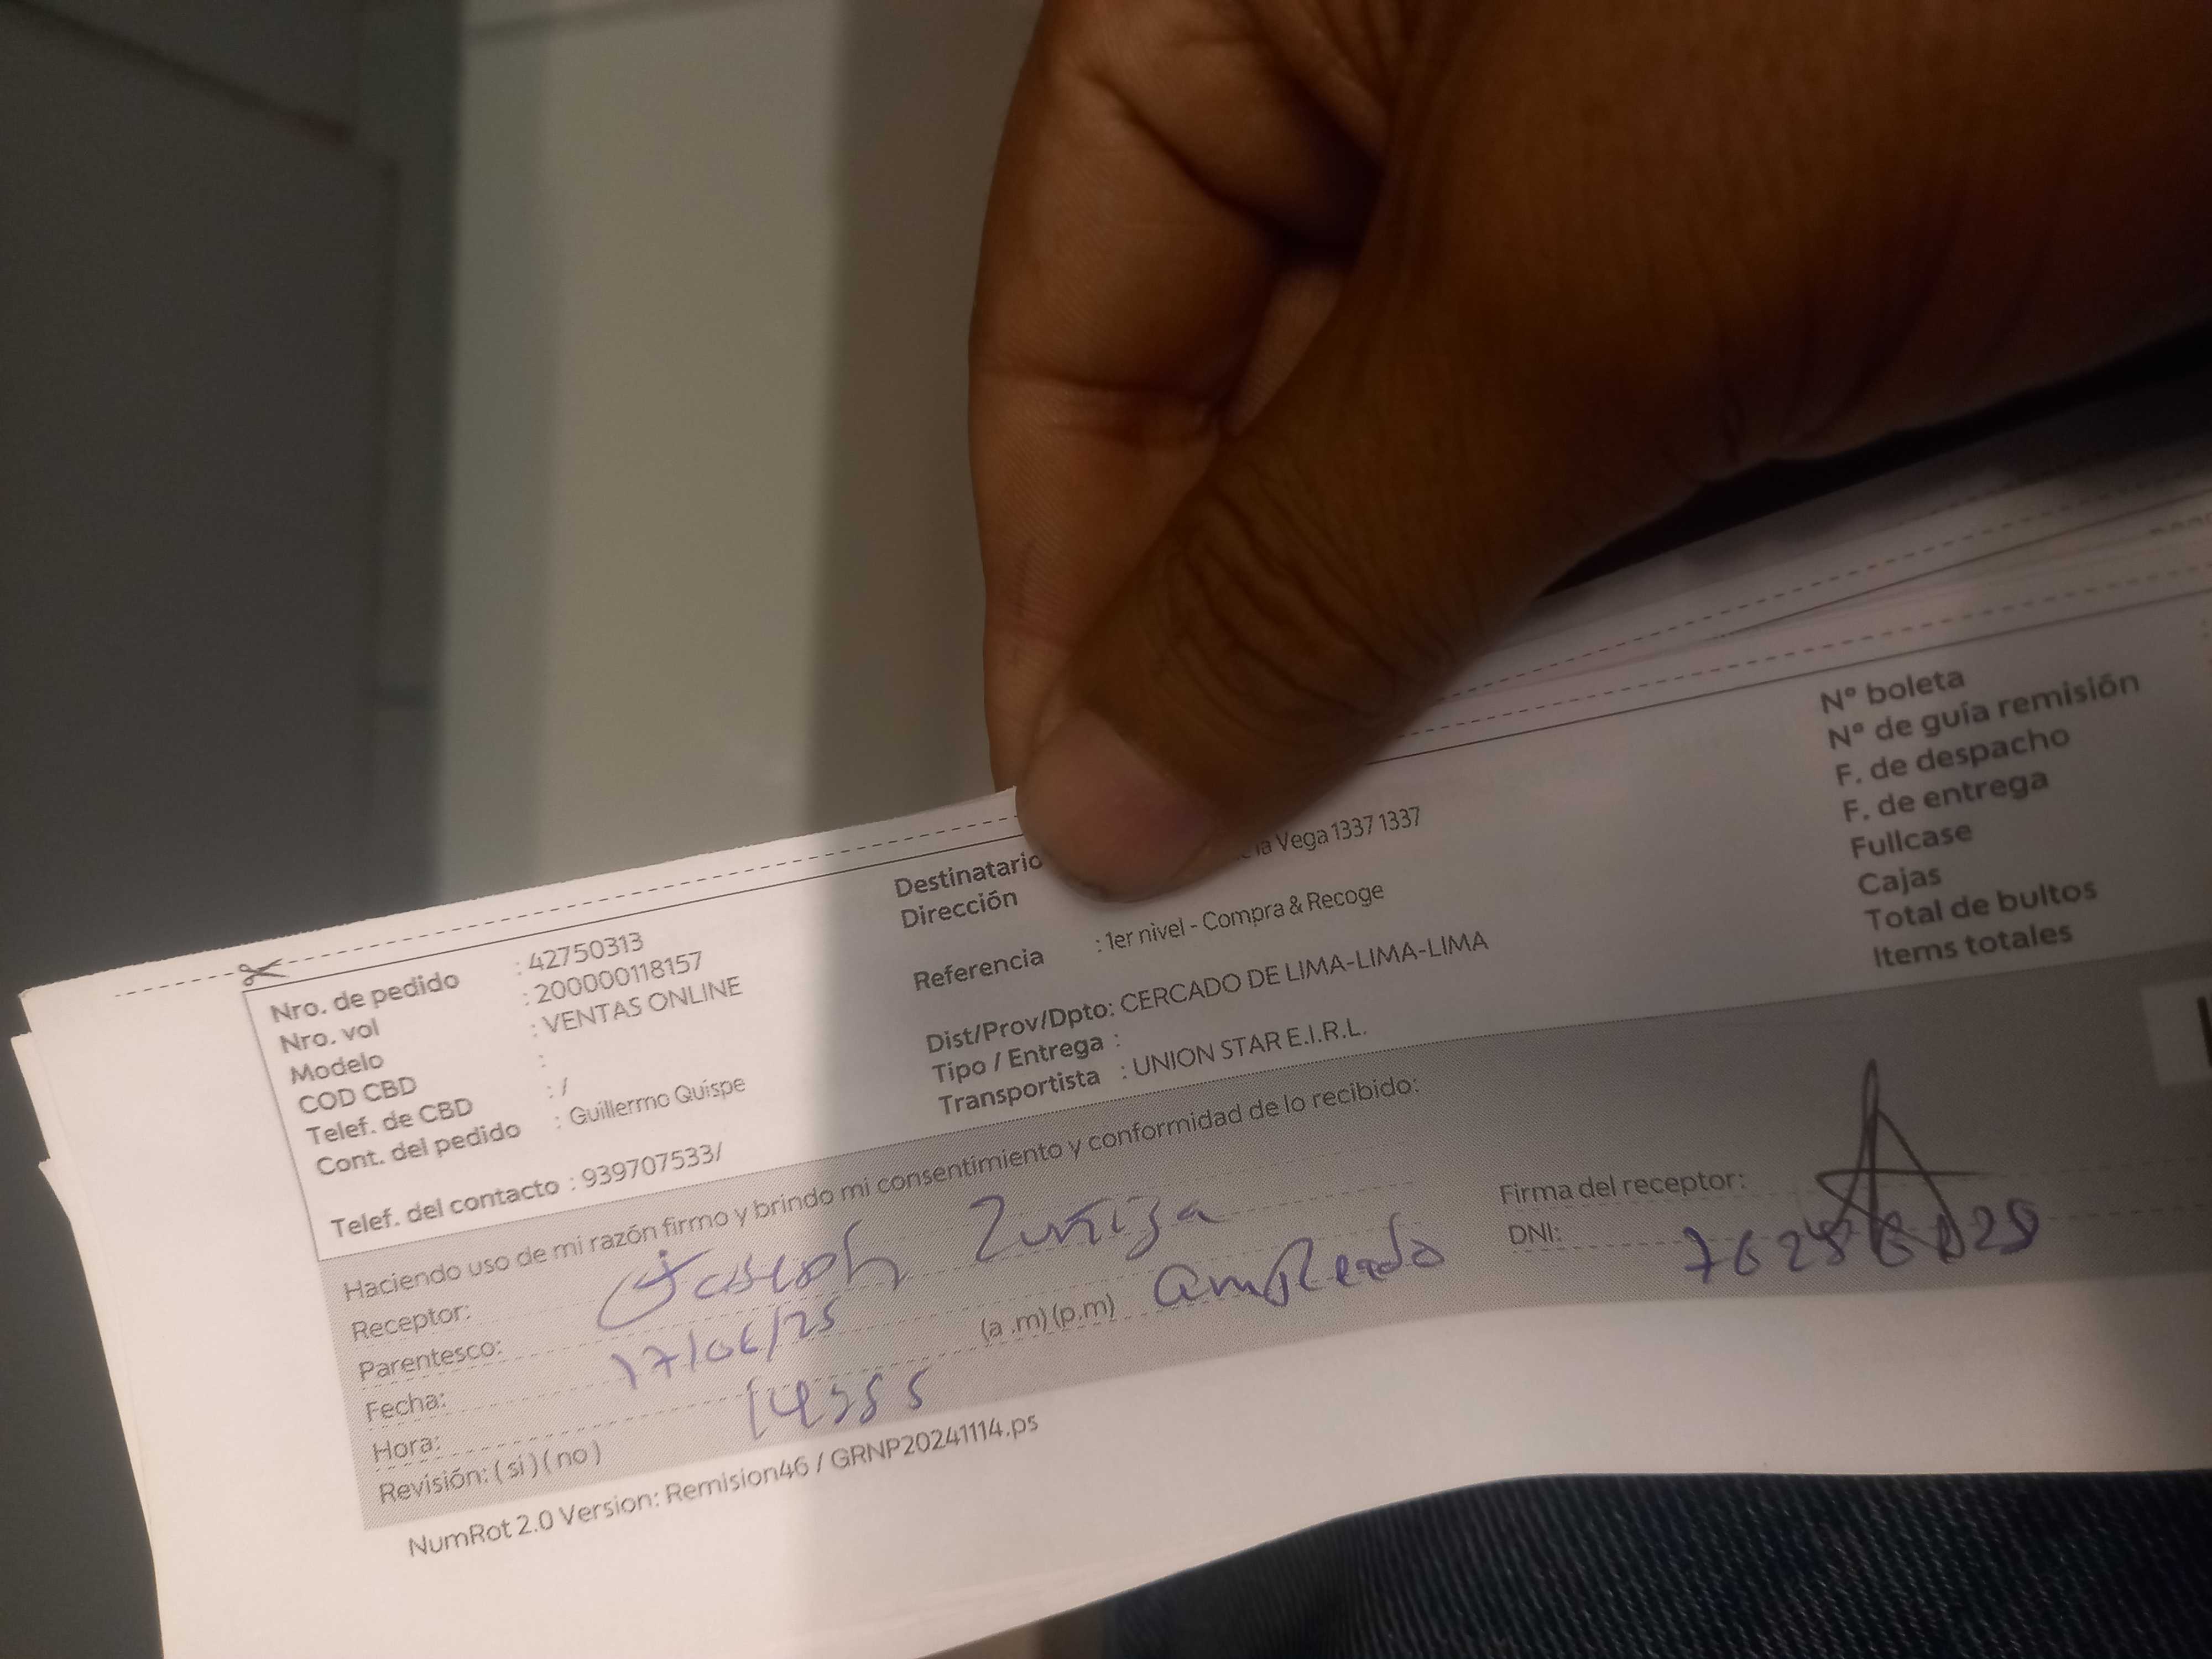 Nro. de pedido : 42750313
Nro. vol : 200000118157
Modelo : VENTAS ONLINE
COD CBD :
Telef. de CBD : /
Cont. del pedido : Guillermo Quispe
Telef. del contacto : 939707533/
Destinatario
Dirección la Vega 1337 1337
Referencia : 1er nivel - Compra & Recoge
Dist/Prov/Dpto: CERCADO DE LIMA-LIMA-LIMA
Tipo / Entrega :
Transportista : UNION STAR E.I.R.L.
N° boleta
N° de guía remisión
F. de despacho
F. de entrega
Fullcase
Cajas
Total de bultos
Items totales
Haciendo uso de mi razón firmo y brindo mi consentimiento y conformidad de lo recibido:
Receptor: Joseph Zuñiga
Parentesco: empleado
Fecha: 17/06/25
Hora: (a .m) (p.m)
Revisión: ( si ) ( no )
Firma del receptor:
DNI:
NumRot 2.0 Version: Remision46 / GRNP20241114.ps